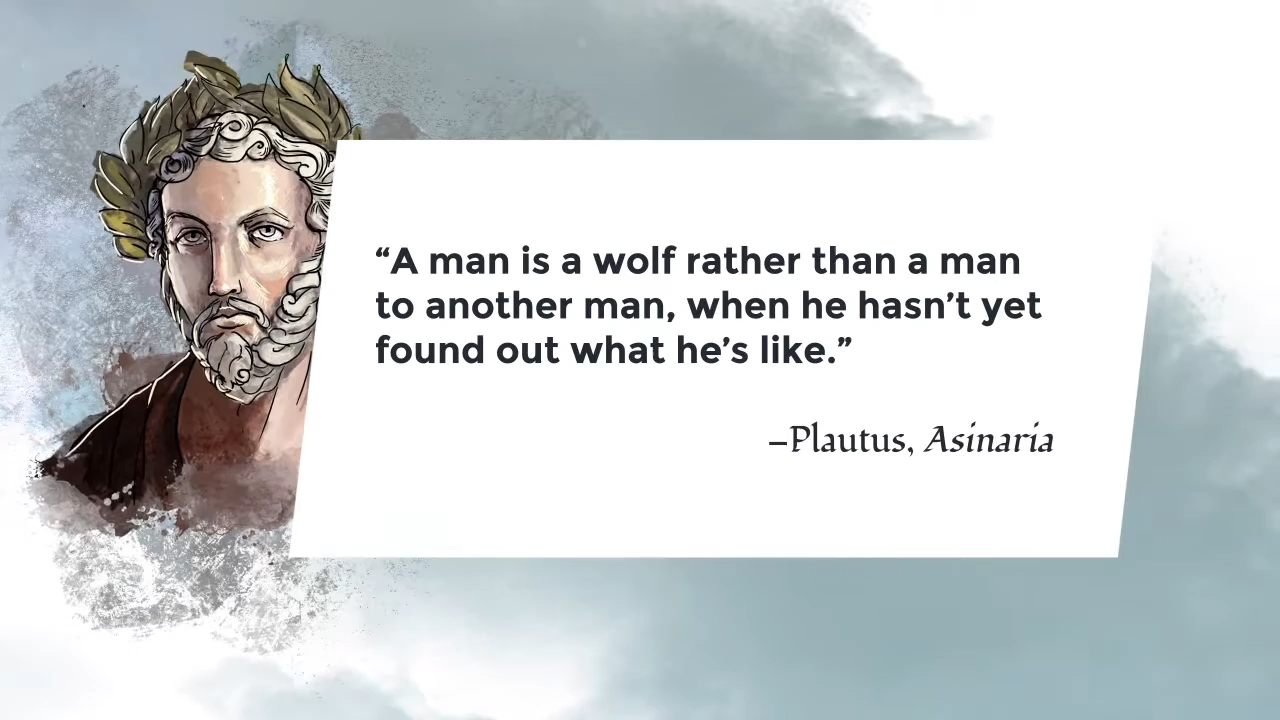 “A man is a wolf rather than a man
to another man, when he hasn’t yet
found out what he’s like.”
–Plautus, Asinaria